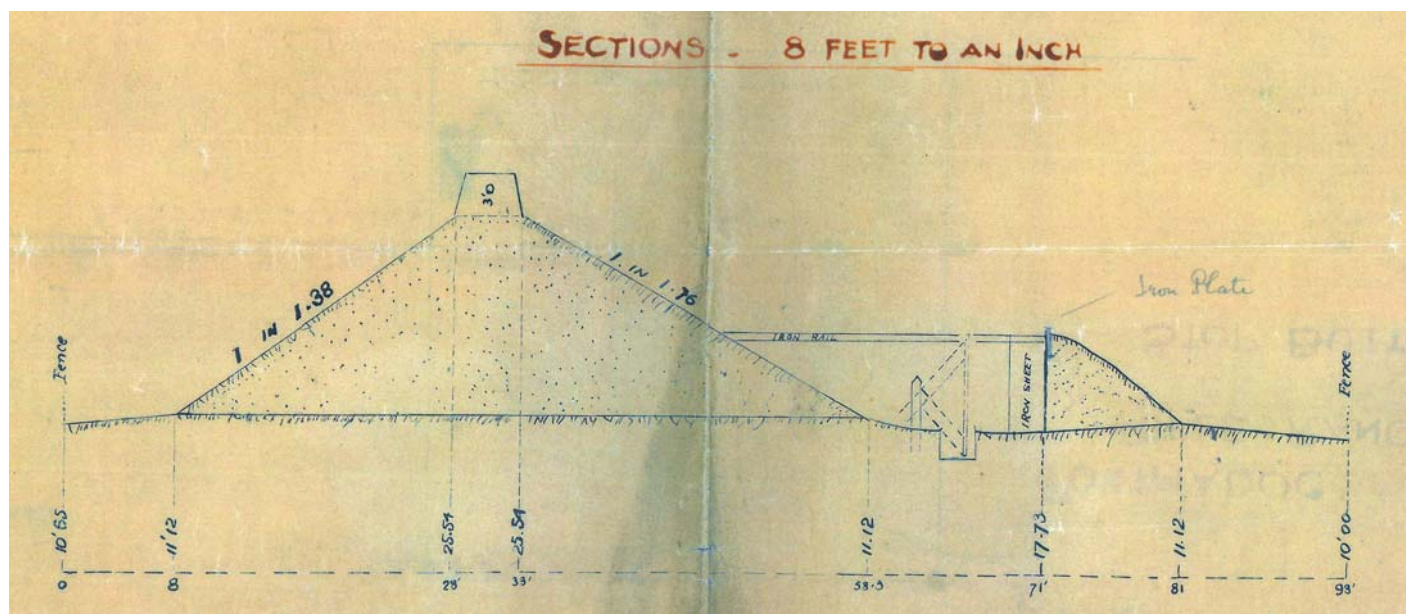 SECTIONS - 8 FEET TO AN INCH
3'0
1 IN 1.38
1 IN 1.76
Iron Plate
IRON RAIL
IRON SHEET
Fence
Fence
10'65
11'12
25.54
25.54
11.12
17.73
11.12
10'00
0
8
28'
33'
58.5
71'
81
93'